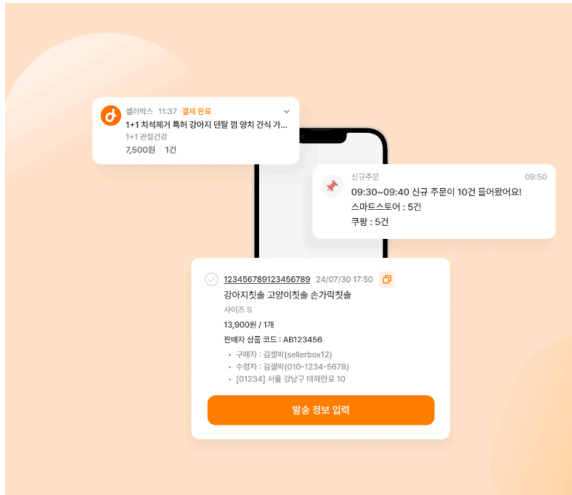 셀러박스 11:37 결제 완료
1+1 치석제거 특허 강아지 덴탈 껌 양치 간식 가...
1+1 관절건강
7,500원 1건
신규주문 09:50
09:30~09:40 신규 주문이 10건 들어왔어요!
스마트스토어 : 5건
쿠팡 : 5건
123456789123456789 24/07/30 17:50
강아지칫솔 고양이칫솔 손가락칫솔
사이즈 S
13,900원 / 1개
판매자 상품 코드 : AB123456
• 구매자 : 김셀박(sellerbox12)
• 수령자 : 김셀박(010-1234-5678)
• [01234] 서울 강남구 테헤란로 10
발송 정보 입력